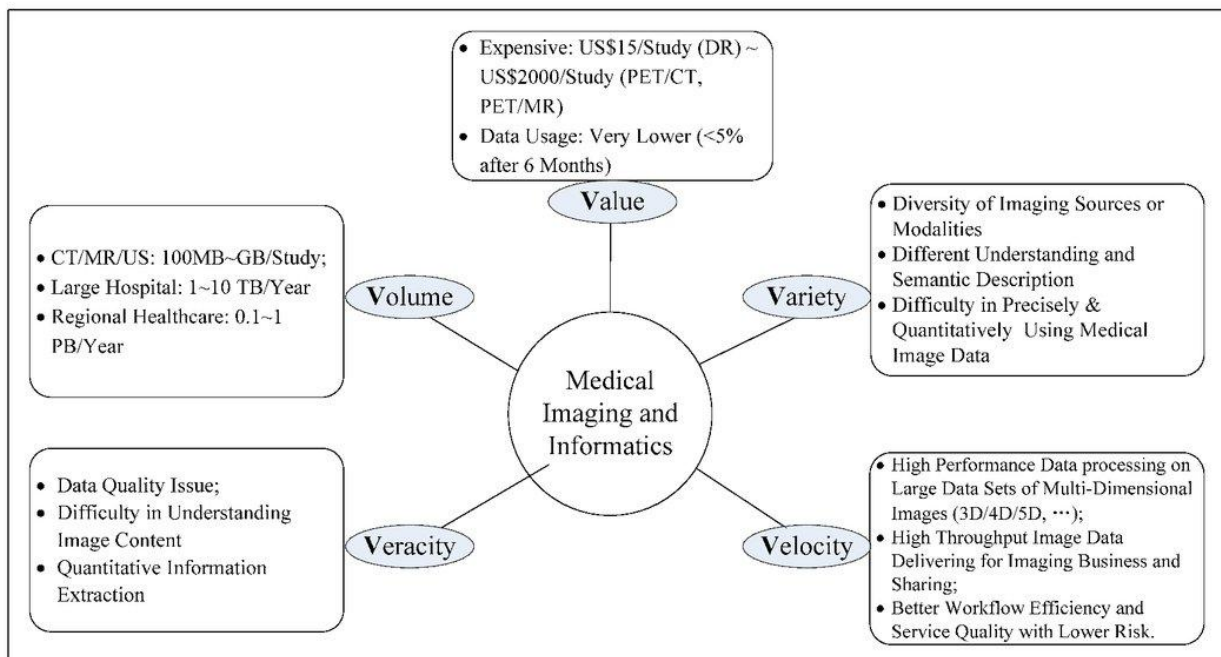 • Expensive: US$15/Study (DR) ~
US$2000/Study (PET/CT,
PET/MR)
• Data Usage: Very Lower (<5%
after 6 Months)
Value
• CT/MR/US: 100MB~GB/Study;
• Large Hospital: 1~10 TB/Year
• Regional Healthcare: 0.1~1
PB/Year
Volume
• Diversity of Imaging Sources or
Modalities
• Different Understanding and
Semantic Description
• Difficulty in Precisely &
Quantitatively Using Medical
Image Data
Variety
Medical
Imaging and
Informatics
• Data Quality Issue;
• Difficulty in Understanding
Image Content
• Quantitative Information
Extraction
Veracity
• High Performance Data processing on
Large Data Sets of Multi-Dimensional
Images (3D/4D/5D, ⋯);
• High Throughput Image Data
Delivering for Imaging Business and
Sharing;
• Better Workflow Efficiency and
Service Quality with Lower Risk.
Velocity